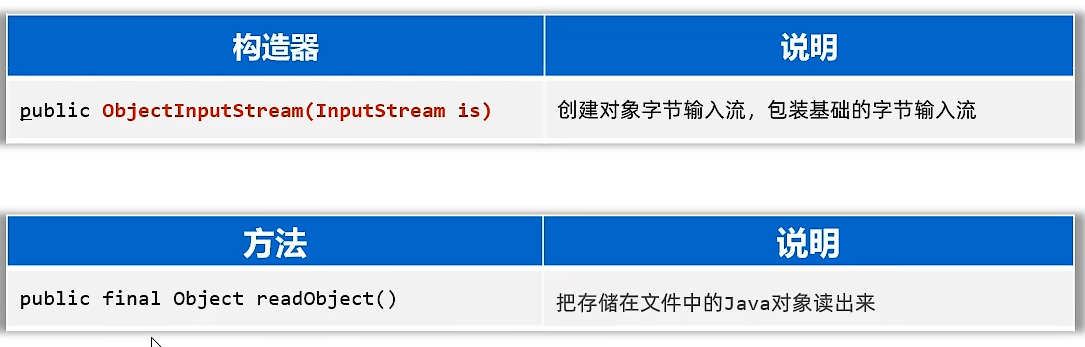 构造器 说明
public ObjectInputStream(InputStream is) 创建对象字节输入流，包装基础的字节输入流
方法 说明
public final Object readObject() 把存储在文件中的Java对象读出来